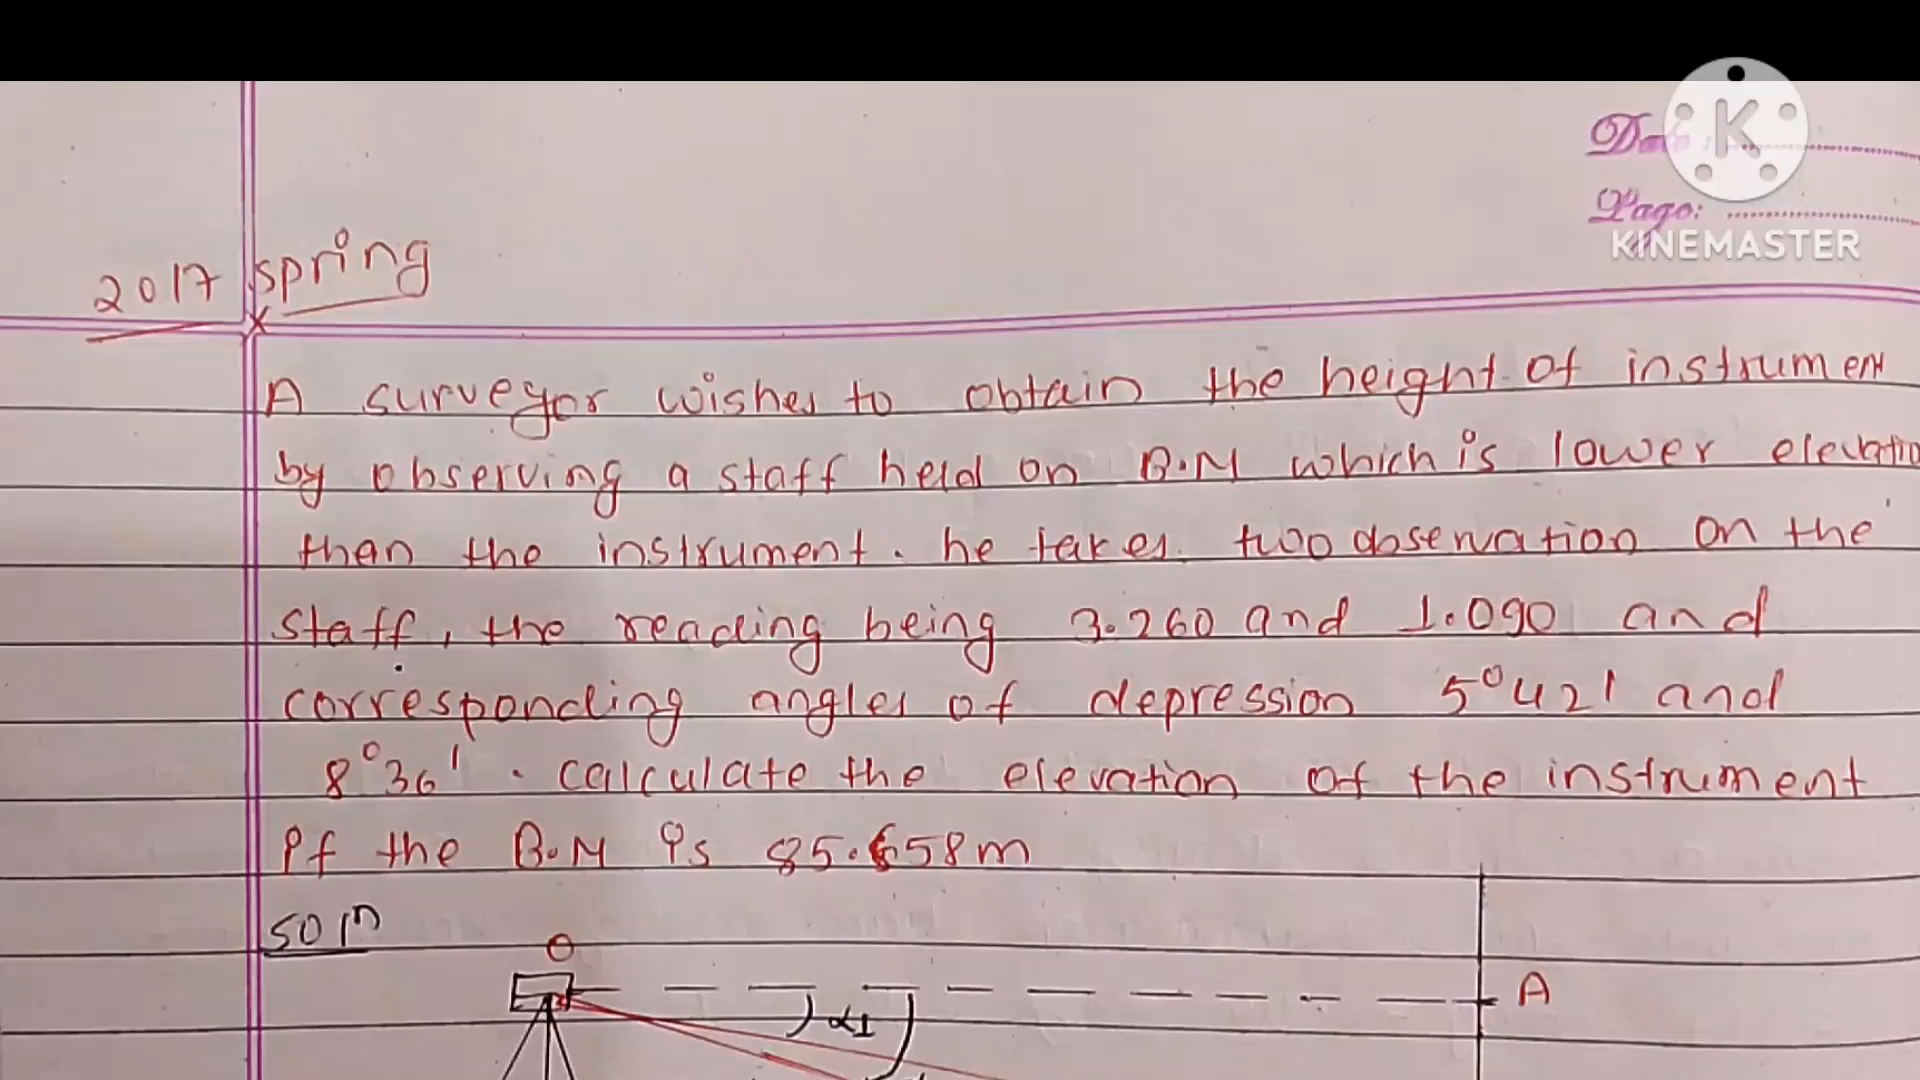 Date:
Page:
KINEMASTER
2017 spring
A surveyor wishes to obtain the height of instrumen
by observing a staff held on B.M which is lower elevatio
than the instrument. he takes two observation on the
staff, the reading being 3.260 and 1.090 and
corresponding angles of depression 5°42' and
8°36'. calculate the elevation of the instrument
if the B.M is 85.658m
soln
O
A
α1